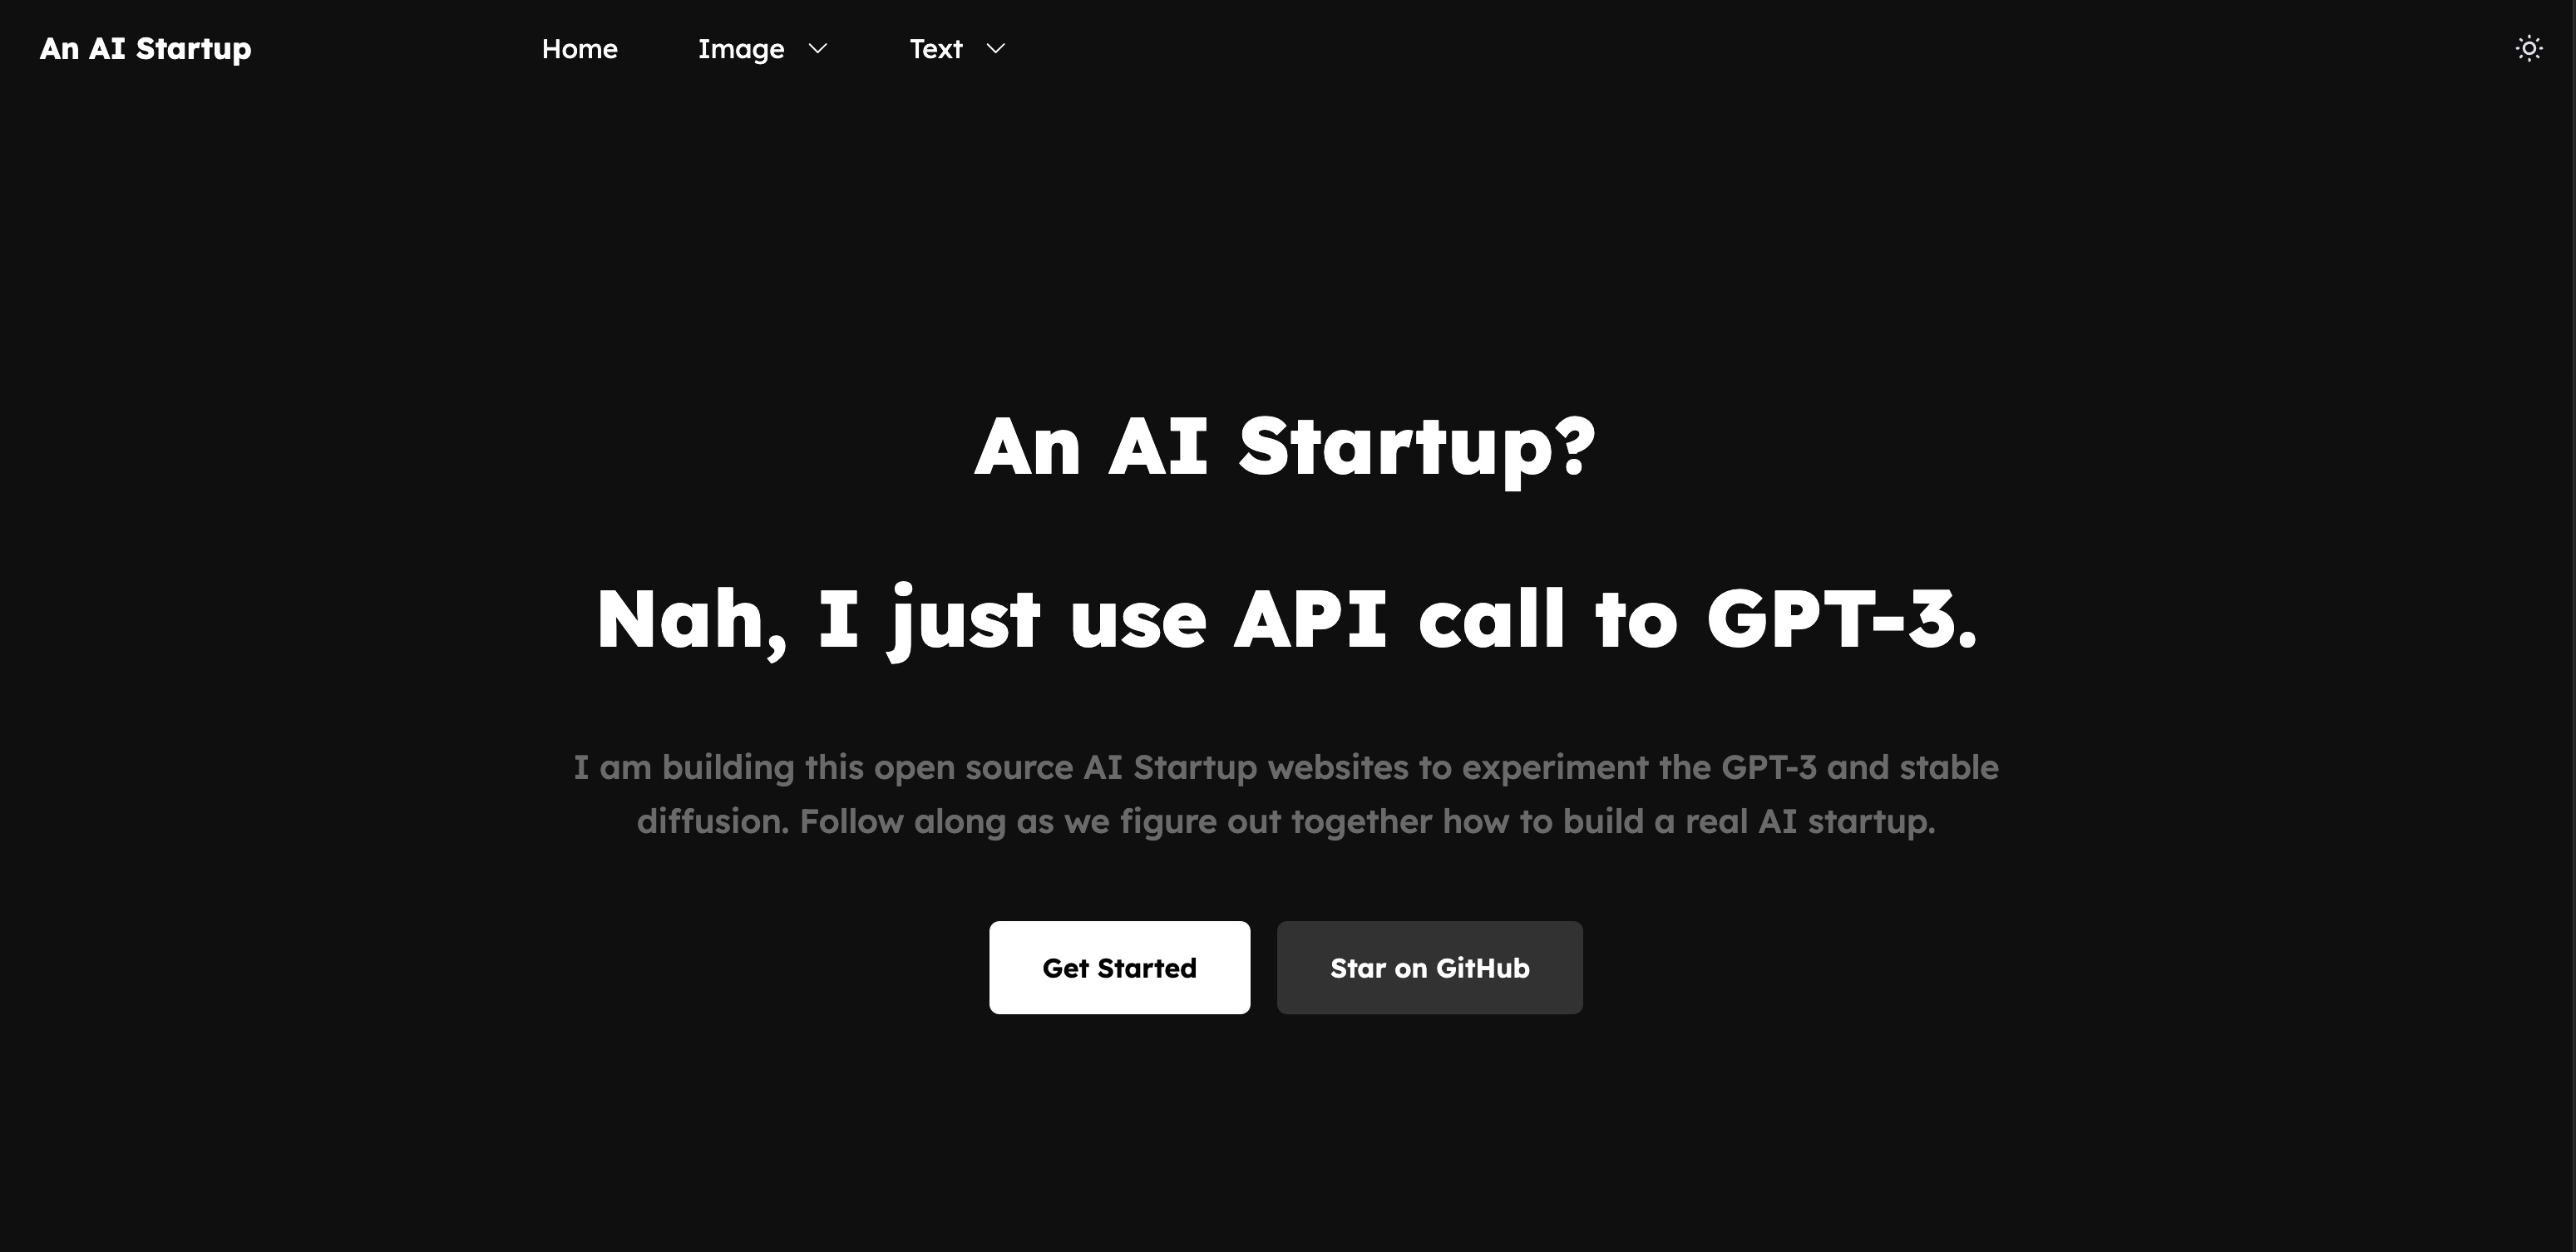 An AI Startup
Home Image Text
An AI Startup?
Nah, I just use API call to GPT-3.
I am building this open source AI Startup websites to experiment the GPT-3 and stable
diffusion. Follow along as we figure out together how to build a real AI startup.
Get Started
Star on GitHub